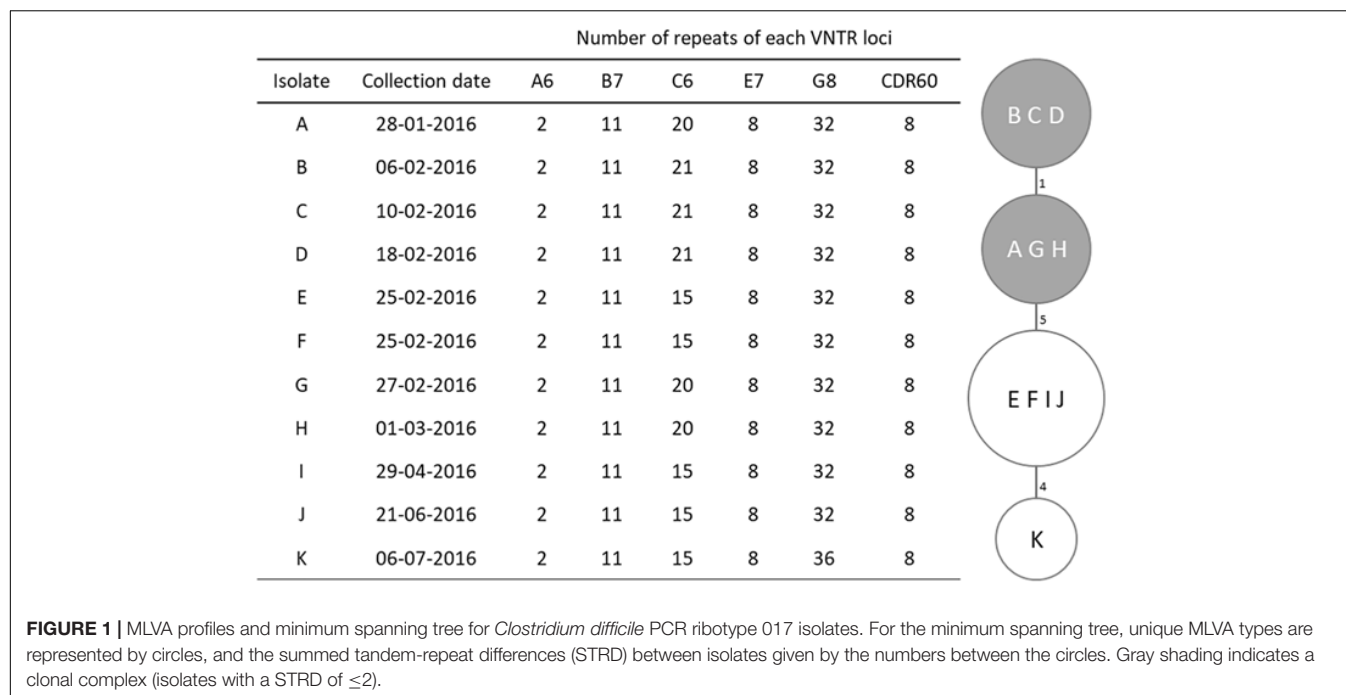 Number of repeats of each VNTR loci
Isolate Collection date A6 B7 C6 E7 G8 CDR60
A 28-01-2016 2 11 20 8 32 8
B 06-02-2016 2 11 21 8 32 8
C 10-02-2016 2 11 21 8 32 8
D 18-02-2016 2 11 21 8 32 8
E 25-02-2016 2 11 15 8 32 8
F 25-02-2016 2 11 15 8 32 8
G 27-02-2016 2 11 20 8 32 8
H 01-03-2016 2 11 20 8 32 8
I 29-04-2016 2 11 15 8 32 8
J 21-06-2016 2 11 15 8 32 8
K 06-07-2016 2 11 15 8 36 8
B C D
1
A G H
5
E F I J
4
K
FIGURE 1 | MLVA profiles and minimum spanning tree for Clostridium difficile PCR ribotype 017 isolates. For the minimum spanning tree, unique MLVA types are
represented by circles, and the summed tandem-repeat differences (STRD) between isolates given by the numbers between the circles. Gray shading indicates a
clonal complex (isolates with a STRD of ≤2).